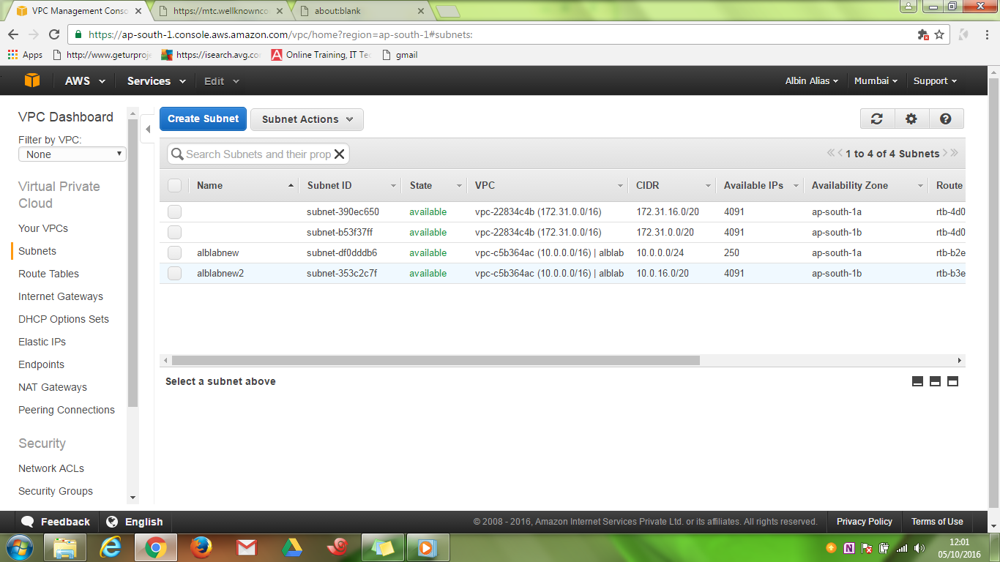 VPC Management Conso
https://mtc.wellknownco
about:blank
https://ap-south-1.console.aws.amazon.com/vpc/home?region=ap-south-1#subnets:
Apps http://www.geturproje https://isearch.avg.co Online Training, IT Tec gmail
AWS Services Edit Albin Alias Mumbai Support
VPC Dashboard
Filter by VPC:
None
Virtual Private
Cloud
Your VPCs
Subnets
Route Tables
Internet Gateways
DHCP Options Sets
Elastic IPs
Endpoints
NAT Gateways
Peering Connections
Security
Network ACLs
Security Groups
Create Subnet Subnet Actions
Search Subnets and their prop 1 to 4 of 4 Subnets
Name Subnet ID State VPC CIDR Available IPs Availability Zone Route
subnet-390ec650 available vpc-22834c4b (172.31.0.0/16) 172.31.16.0/20 4091 ap-south-1a rtb-4d0
subnet-b53f37ff available vpc-22834c4b (172.31.0.0/16) 172.31.0.0/20 4091 ap-south-1b rtb-4d0
alblabnew subnet-df0dddb6 available vpc-c5b364ac (10.0.0.0/16) | alblab 10.0.0.0/24 250 ap-south-1a rtb-b2e
alblabnew2 subnet-353c2c7f available vpc-c5b364ac (10.0.0.0/16) | alblab 10.0.16.0/20 4091 ap-south-1b rtb-b3e
Select a subnet above
Feedback English © 2008 - 2016, Amazon Internet Services Private Ltd. or its affiliates. All rights reserved. Privacy Policy Terms of Use
12:01
05/10/2016